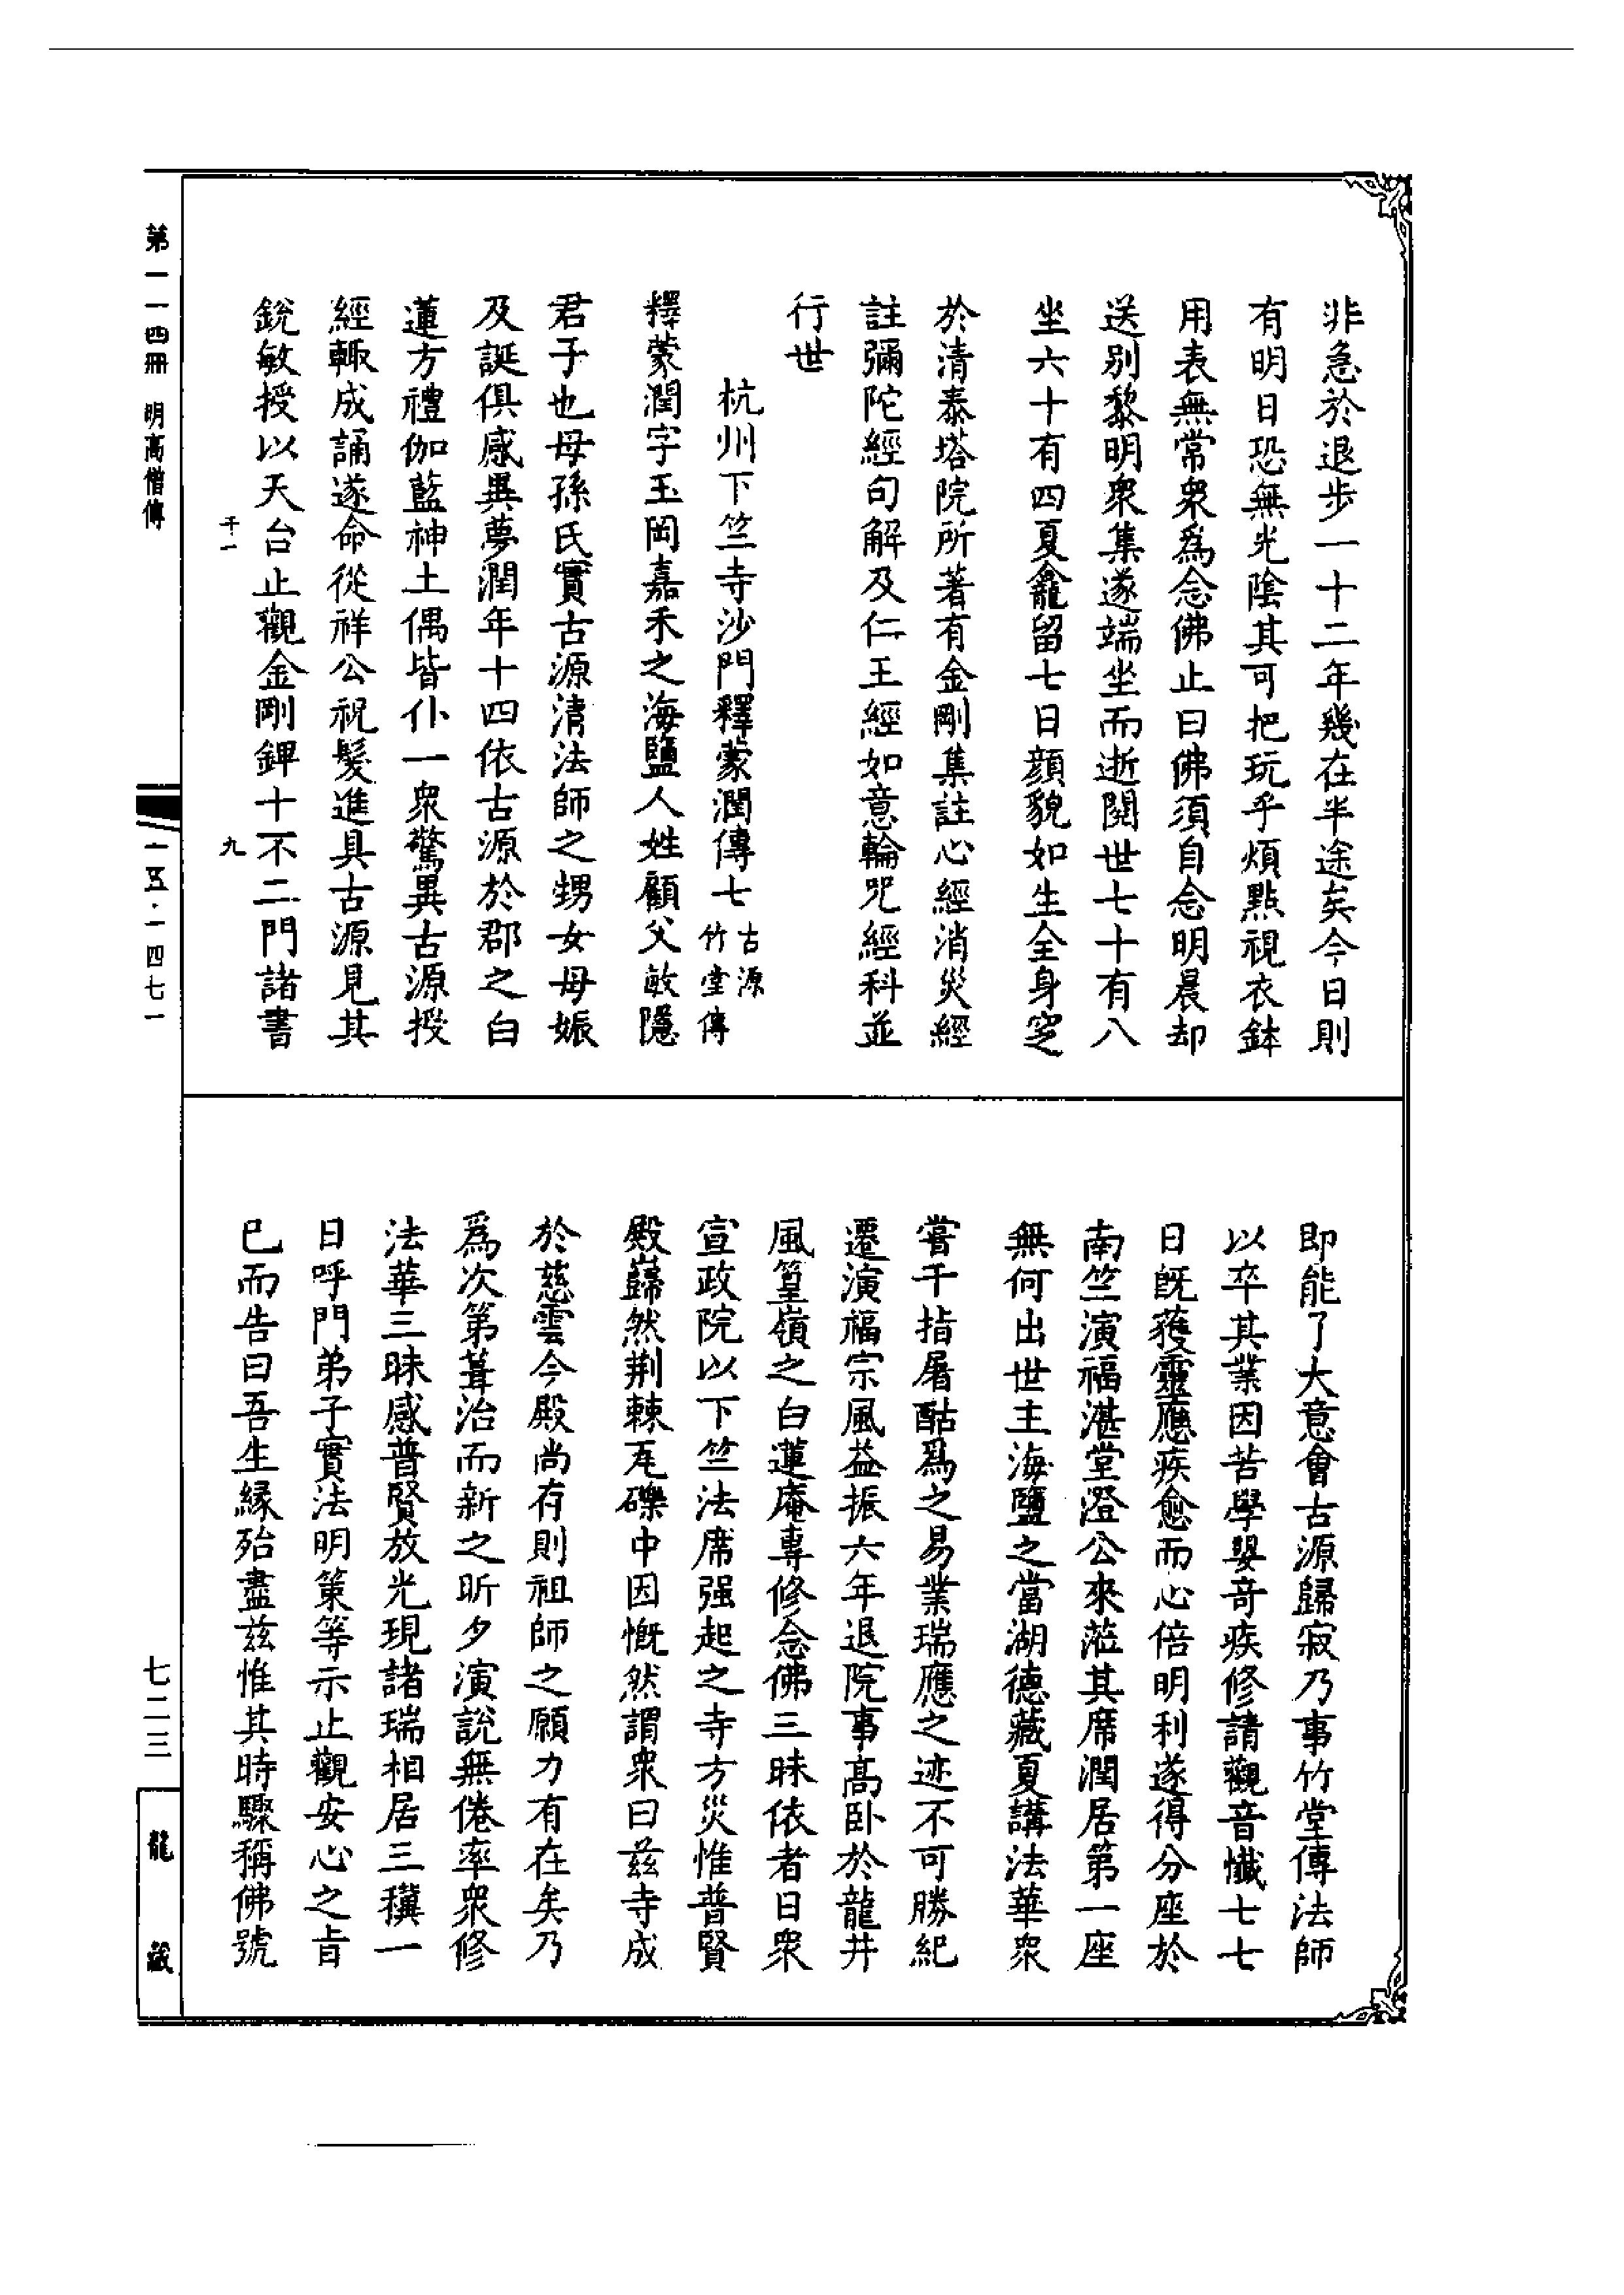 非急於退步一十二年幾在半途矣今日則
有明日恐無光陰其可把玩乎煩點視衣鉢
用表無常衆爲念佛止曰佛須自念明晨却
送别黎明衆集遂端坐而逝閱世七十有八
坐六十有四夏龕留七日顏貌如生全身窆
於清泰塔院所著有金剛集註心經消災經
註彌陀經句解及仁王經如意輪呪經科並
行世
杭州下竺寺沙門釋蒙潤傳七 古源 竹堂傳
釋蒙潤字玉岡嘉禾之海鹽人姓顧父敏隱
君子也母孫氏實古源清法師之甥女母娠
及誕俱感異夢潤年十四依古源於郡之白
蓮方禮伽藍神土偶皆仆一衆驚異古源授
經輙成誦遂命從祥公祝髮進具古源見其
銳敏授以天台止觀金剛錍十不二門諸書
千一 九
即能了大意會古源歸寂乃事竹堂傳法師
以卒其業因苦學嬰奇疾修請觀音懺七七
日旣獲靈應疾愈而心倍明利遂得分座於
南竺演福湛堂澄公來蒞其席潤居第一座
無何出世主海鹽之當湖德藏夏講法華衆
嘗千指屠酤爲之易業瑞應之迹不可勝紀
遷演福宗風益振六年退院事高卧於龍井
風篁嶺之白蓮庵專修念佛三昧依者日衆
宣政院以下竺法席强起之寺方災惟普賢
殿巋然荆棘瓦礫中因慨然謂衆曰兹寺成
於慈雲今殿尚存則祖師之願力有在矣乃
爲次第葺治而新之昕夕演說無倦率衆修
法華三昧感普賢放光現諸瑞相居三禩一
日呼門弟子實法明策等示止觀安心之旨
已而告曰吾生緣殆盡兹惟其時驟稱佛號
第一一四冊 明高僧傳
一五·一四七一
七二三
龍藏